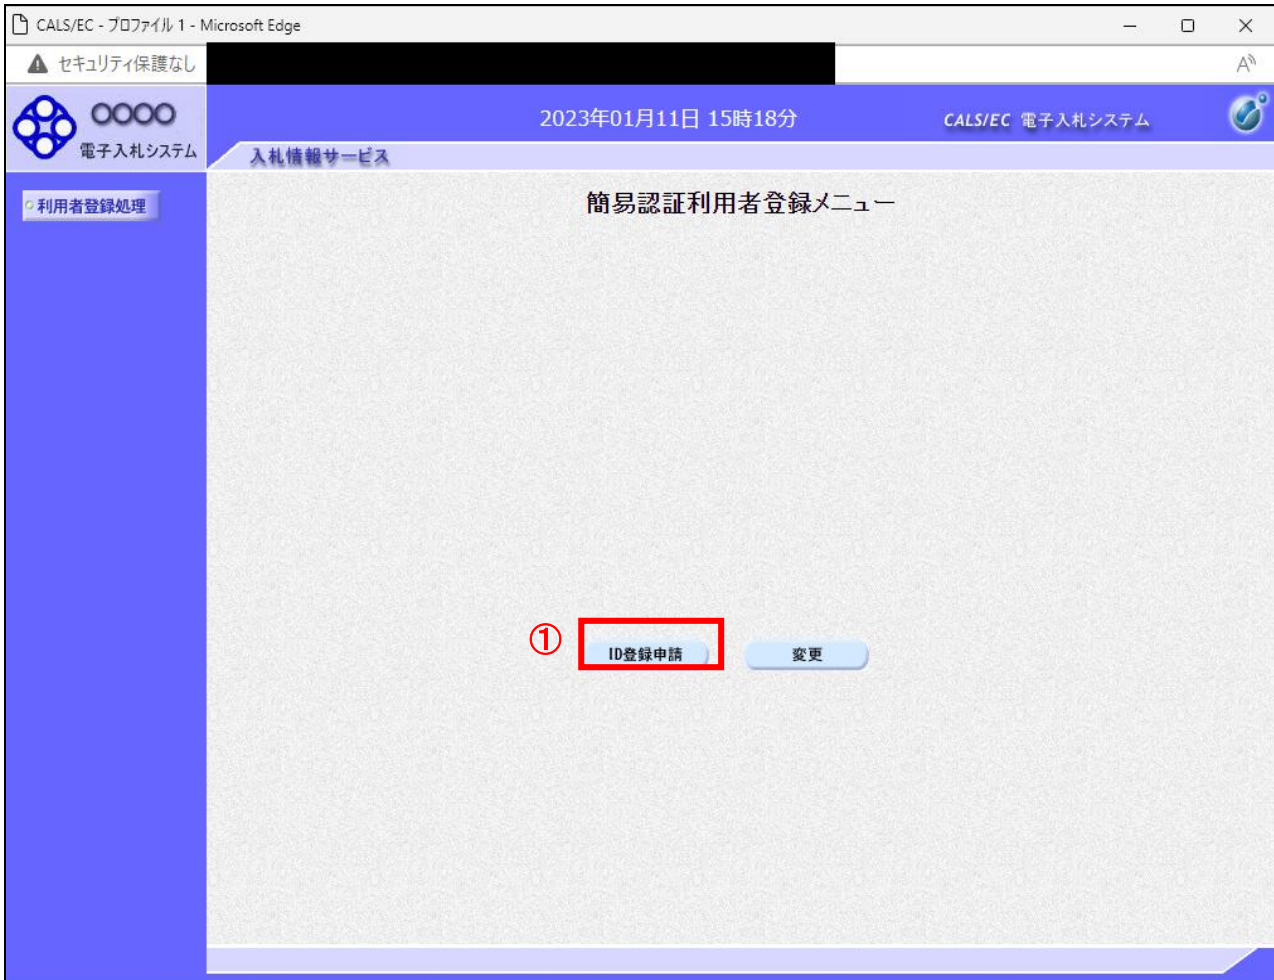 CALS/EC - プロファイル 1 - Microsoft Edge
セキュリティ保護なし
○○○○
電子入札システム
2023年01月11日 15時18分
CALS/EC 電子入札システム
入札情報サービス
利用者登録処理
簡易認証利用者登録メニュー
①
ID登録申請
変更